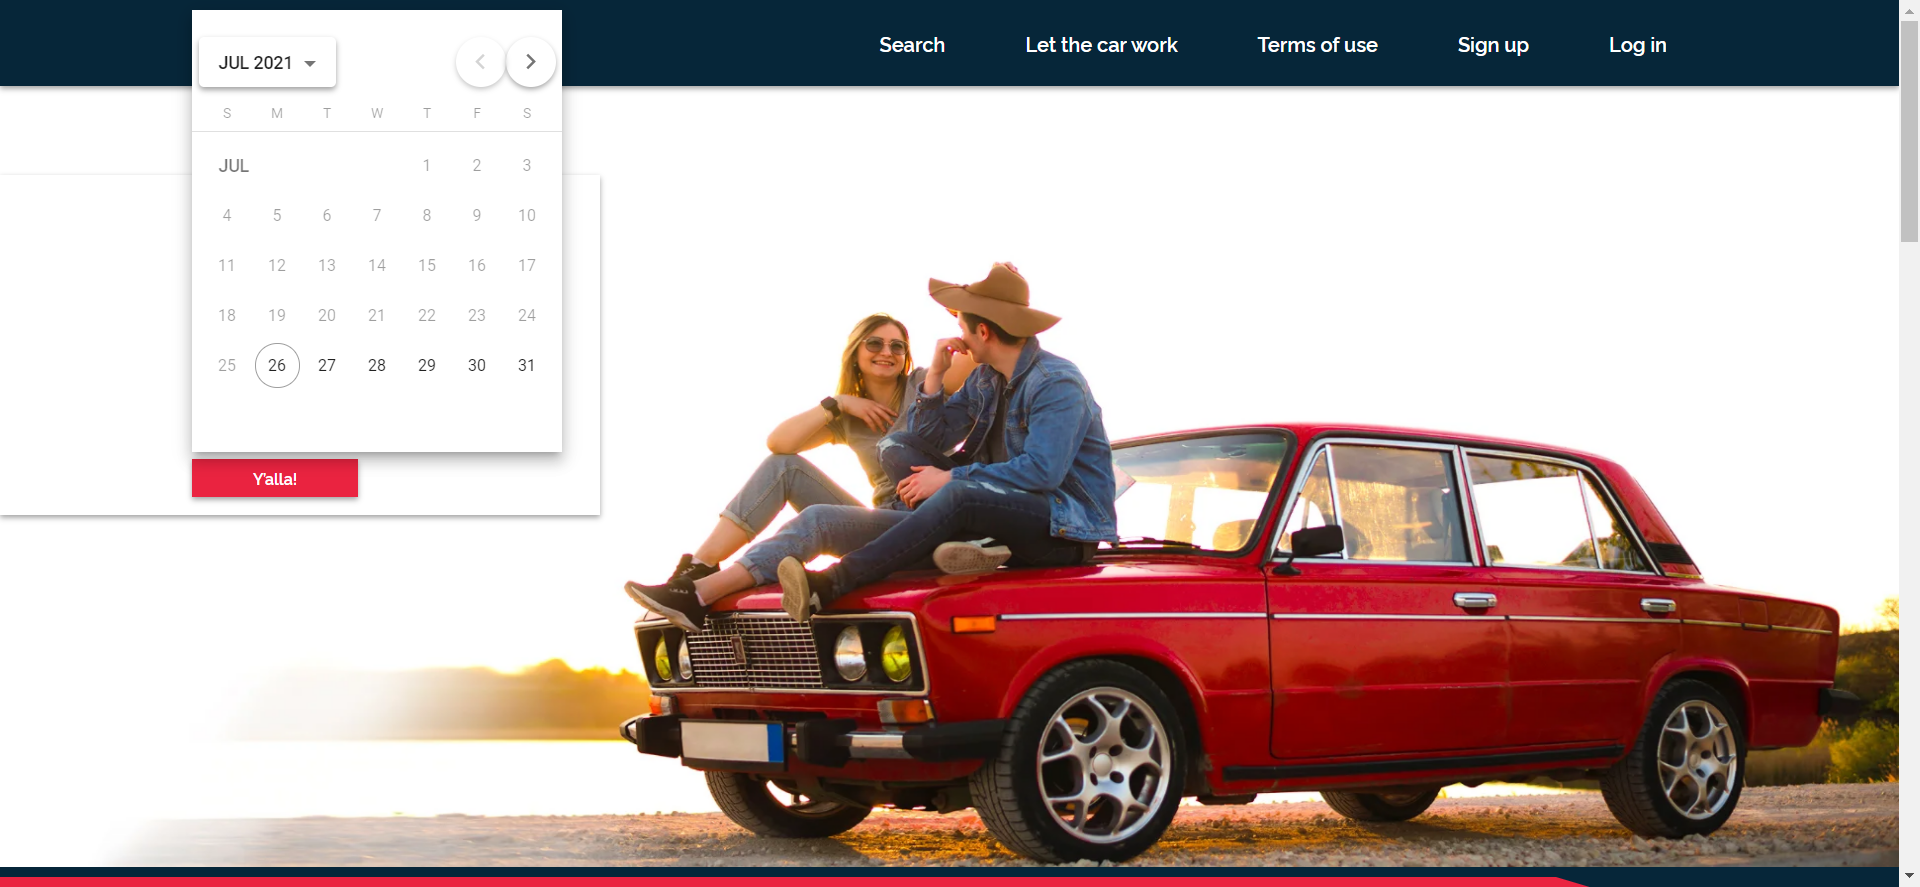 Search Let the car work Terms of use Sign up Log in
JUL 2021
S M T W T F S
JUL 1 2 3
4 5 6 7 8 9 10
11 12 13 14 15 16 17
18 19 20 21 22 23 24
25 26 27 28 29 30 31
Y'alla!